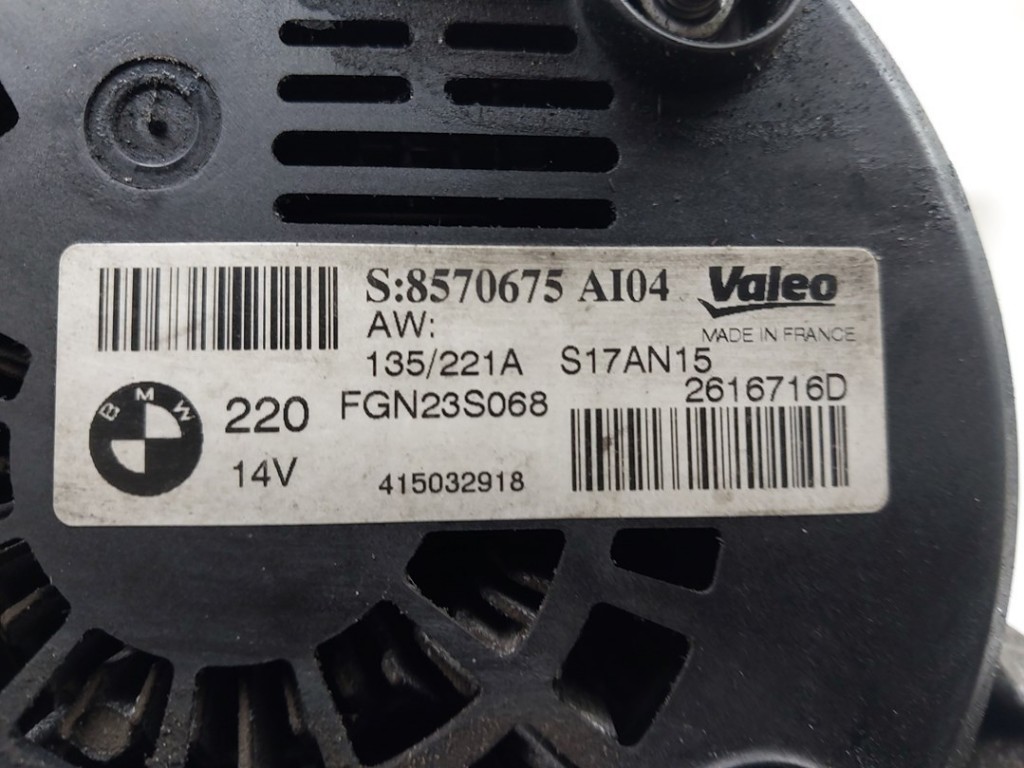 S:8570675 AI04 Valeo
AW:
MADE IN FRANCE
135/221A S17AN15
2616716D
BMW
220 FGN23S068
14V
415032918